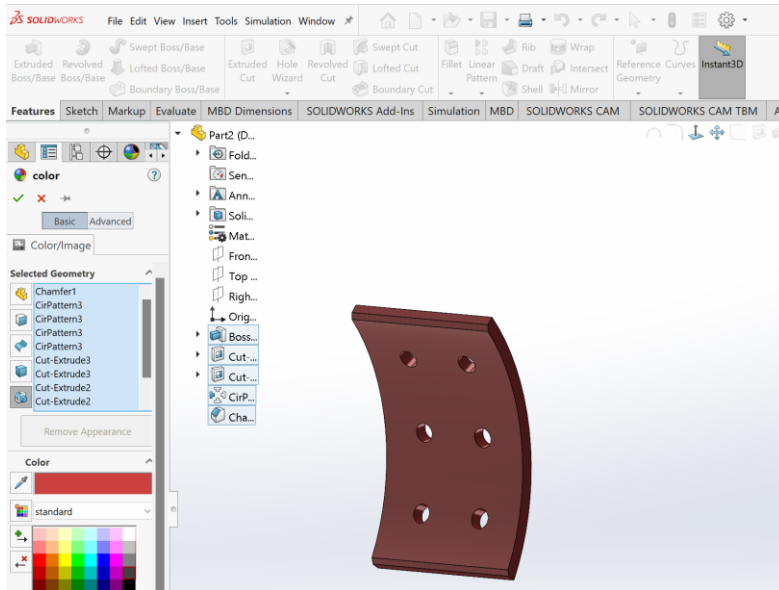 SOLIDWORKS File Edit View Insert Tools Simulation Window
Extruded Boss/Base
Revolved Boss/Base
Swept Boss/Base
Lofted Boss/Base
Boundary Boss/Base
Extruded Cut
Hole Wizard
Revolved Cut
Swept Cut
Lofted Cut
Boundary Cut
Fillet
Linear Pattern
Rib
Draft
Shell
Wrap
Intersect
Mirror
Reference Geometry
Curves
Instant3D
Features Sketch Markup Evaluate MBD Dimensions SOLIDWORKS Add-Ins Simulation MBD SOLIDWORKS CAM SOLIDWORKS CAM TBM A
color
?
Basic Advanced
Color/Image
Selected Geometry
Chamfer1
CirPattern3
CirPattern3
CirPattern3
CirPattern3
Cut-Extrude3
Cut-Extrude3
Cut-Extrude2
Cut-Extrude2
Remove Appearance
Color
standard
Part2 (D...
Fold...
Sen...
Ann...
Soli...
Mat...
Fron...
Top ...
Righ...
Orig...
Boss...
Cut-...
Cut-...
CirP...
Cha...